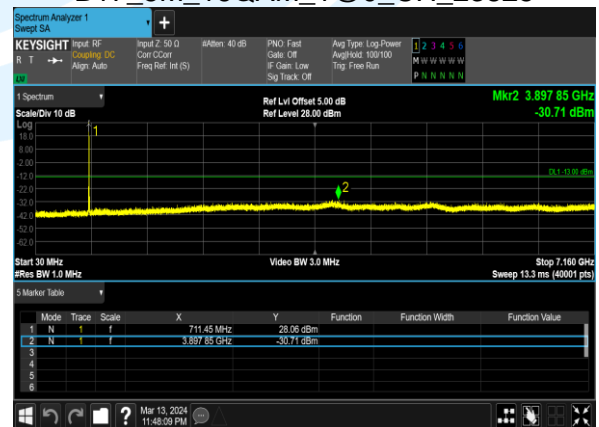 Spectrum Analyzer 1
Swept SA
+
KEYSIGHT Input: RF Input Z: 50 Ω #Atten: 40 dB PNO: Fast Avg Type: Log-Power 1 2 3 4 5 6
R T Coupling: DC Corr CCorr Gate: Off Avg|Hold: 100/100 M W W W W W
Align: Auto Freq Ref: Int (S) IF Gain: Low Trig: Free Run
LXI Sig Track: Off P N N N N N
1 Spectrum Ref Lvl Offset 5.00 dB Mkr2 3.897 85 GHz
Scale/Div 10 dB Ref Level 28.00 dBm -30.71 dBm
Log
18.0 1
8.00
-2.00
-12.0 DL1 -13.00 dBm
-22.0 2
-32.0
-42.0
-52.0
-62.0
Start 30 MHz Video BW 3.0 MHz Stop 7.160 GHz
#Res BW 1.0 MHz Sweep 13.3 ms (40001 pts)
5 Marker Table
Mode Trace Scale X Y Function Function Width Function Value
1 N 1 f 711.45 MHz 28.06 dBm
2 N 1 f 3.897 85 GHz -30.71 dBm
3
4
5
6
? Mar 13, 2024
11:48:09 PM